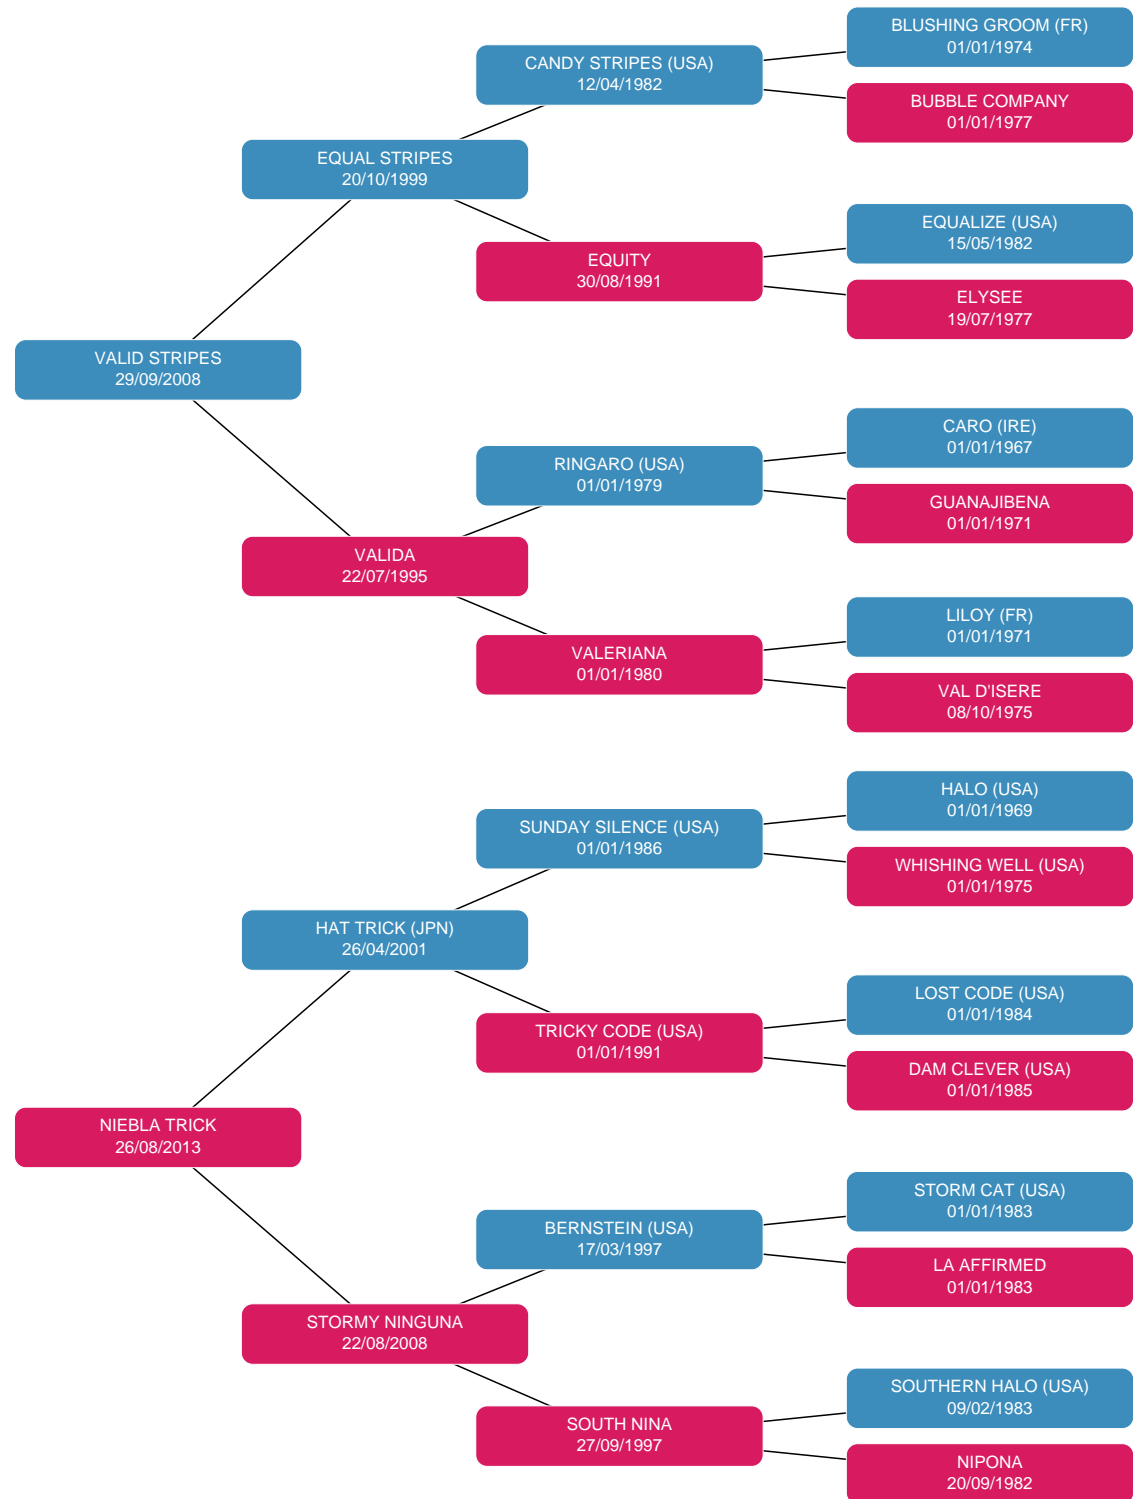 BLUSHING GROOM (FR)
01/01/1974
CANDY STRIPES (USA)
12/04/1982
BUBBLE COMPANY
01/01/1977
EQUAL STRIPES
20/10/1999
EQUALIZE (USA)
15/05/1982
EQUITY
30/08/1991
ELYSEE
19/07/1977
VALID STRIPES
29/09/2008
CARO (IRE)
01/01/1967
RINGARO (USA)
01/01/1979
GUANAJIBENA
01/01/1971
VALIDA
22/07/1995
LILOY (FR)
01/01/1971
VALERIANA
01/01/1980
VAL D'ISERE
08/10/1975
HALO (USA)
01/01/1969
SUNDAY SILENCE (USA)
01/01/1986
WHISHING WELL (USA)
01/01/1975
HAT TRICK (JPN)
26/04/2001
LOST CODE (USA)
01/01/1984
TRICKY CODE (USA)
01/01/1991
DAM CLEVER (USA)
01/01/1985
NIEBLA TRICK
26/08/2013
STORM CAT (USA)
01/01/1983
BERNSTEIN (USA)
17/03/1997
LA AFFIRMED
01/01/1983
STORMY NINGUNA
22/08/2008
SOUTHERN HALO (USA)
09/02/1983
SOUTH NINA
27/09/1997
NIPONA
20/09/1982